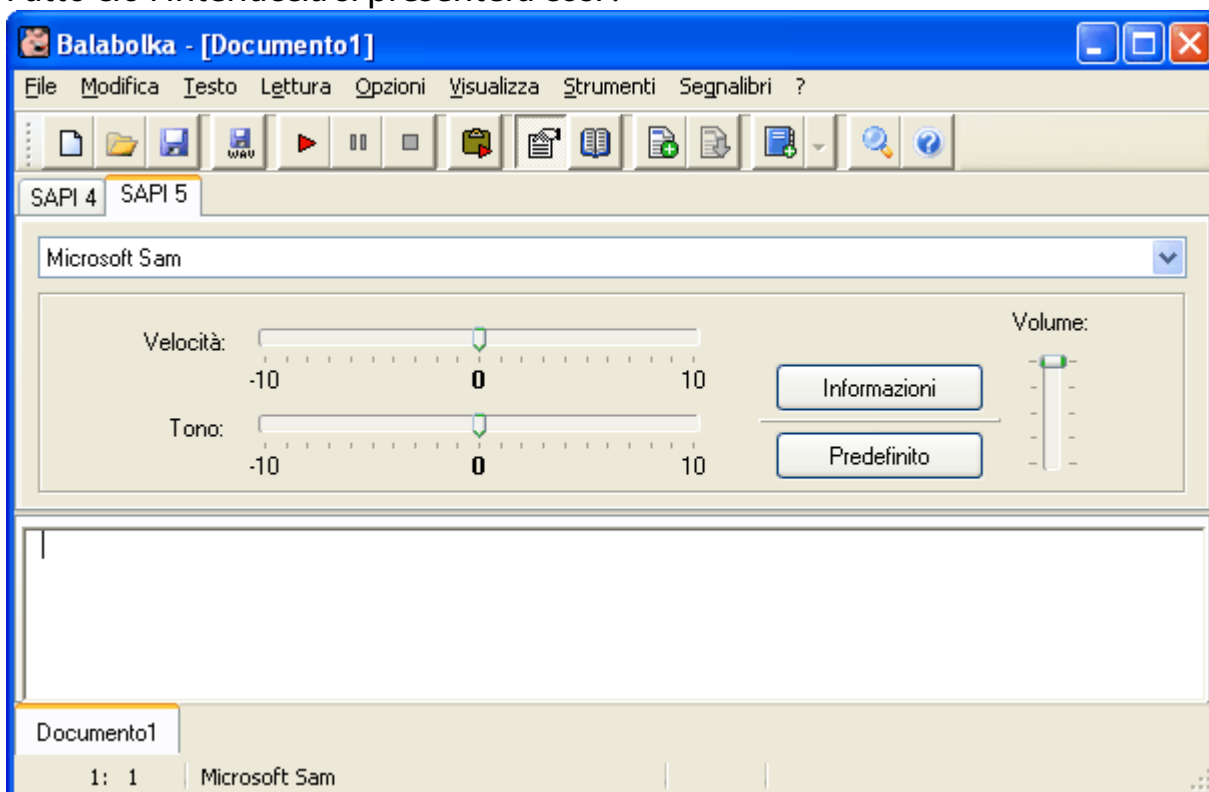 Balabolka - [Documento1]
File Modifica Testo Lettura Opzioni Visualizza Strumenti Segnalibri ?
WAV
SAPI 4 SAPI 5
Microsoft Sam
Velocità:
-10 0 10
Tono:
-10 0 10
Informazioni
Predefinito
Volume:
Documento1
1: 1 Microsoft Sam